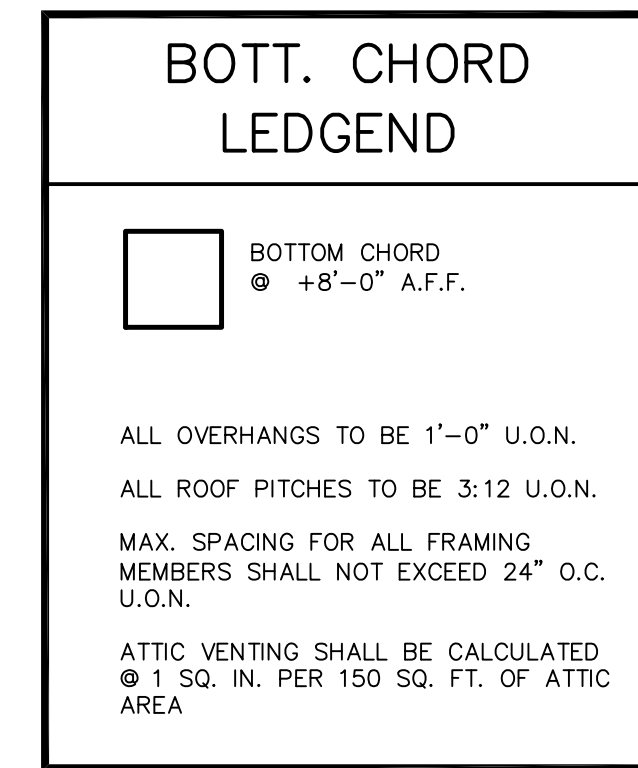 BOTT. CHORD
LEDGEND
BOTTOM CHORD
@ +8'-0" A.F.F.
ALL OVERHANGS TO BE 1'-0" U.O.N.
ALL ROOF PITCHES TO BE 3:12 U.O.N.
MAX. SPACING FOR ALL FRAMING
MEMBERS SHALL NOT EXCEED 24" O.C.
U.O.N.
ATTIC VENTING SHALL BE CALCULATED
@ 1 SQ. IN. PER 150 SQ. FT. OF ATTIC
AREA